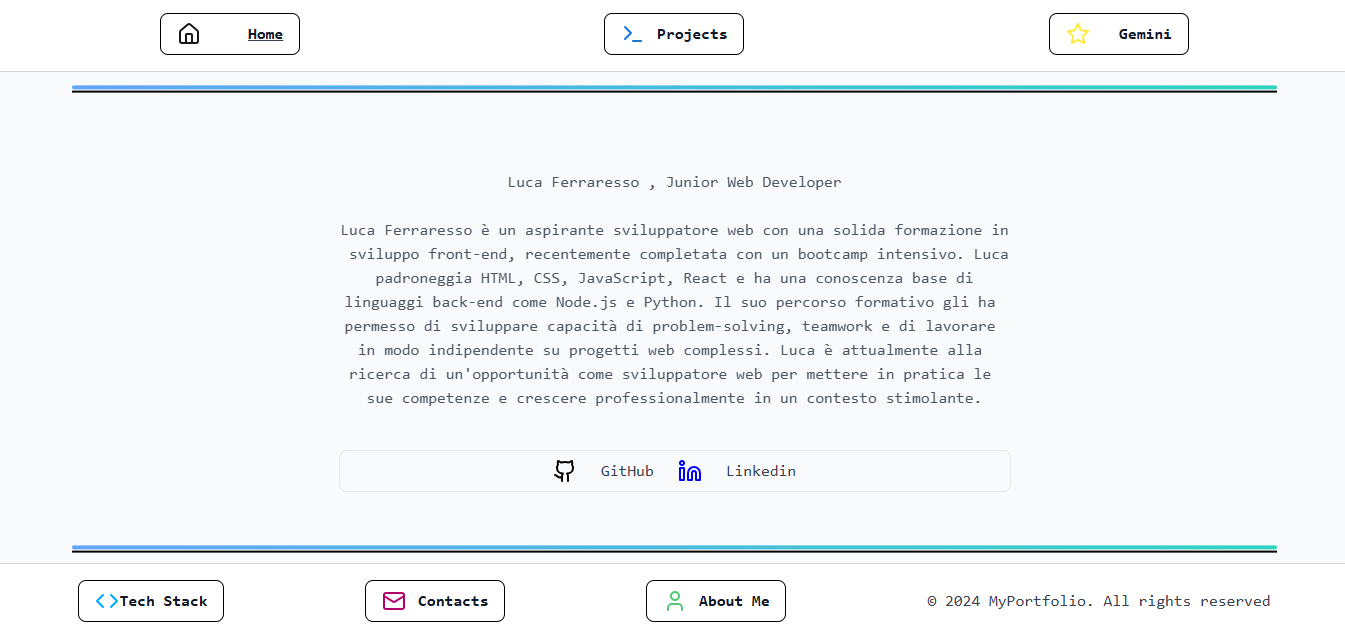 Home
Projects
Gemini
Luca Ferraresso , Junior Web Developer
Luca Ferraresso è un aspirante sviluppatore web con una solida formazione in
sviluppo front-end, recentemente completata con un bootcamp intensivo. Luca
padroneggia HTML, CSS, JavaScript, React e ha una conoscenza base di
linguaggi back-end come Node.js e Python. Il suo percorso formativo gli ha
permesso di sviluppare capacità di problem-solving, teamwork e di lavorare
in modo indipendente su progetti web complessi. Luca è attualmente alla
ricerca di un'opportunità come sviluppatore web per mettere in pratica le
sue competenze e crescere professionalmente in un contesto stimolante.
GitHub
Linkedin
Tech Stack
Contacts
About Me
© 2024 MyPortfolio. All rights reserved